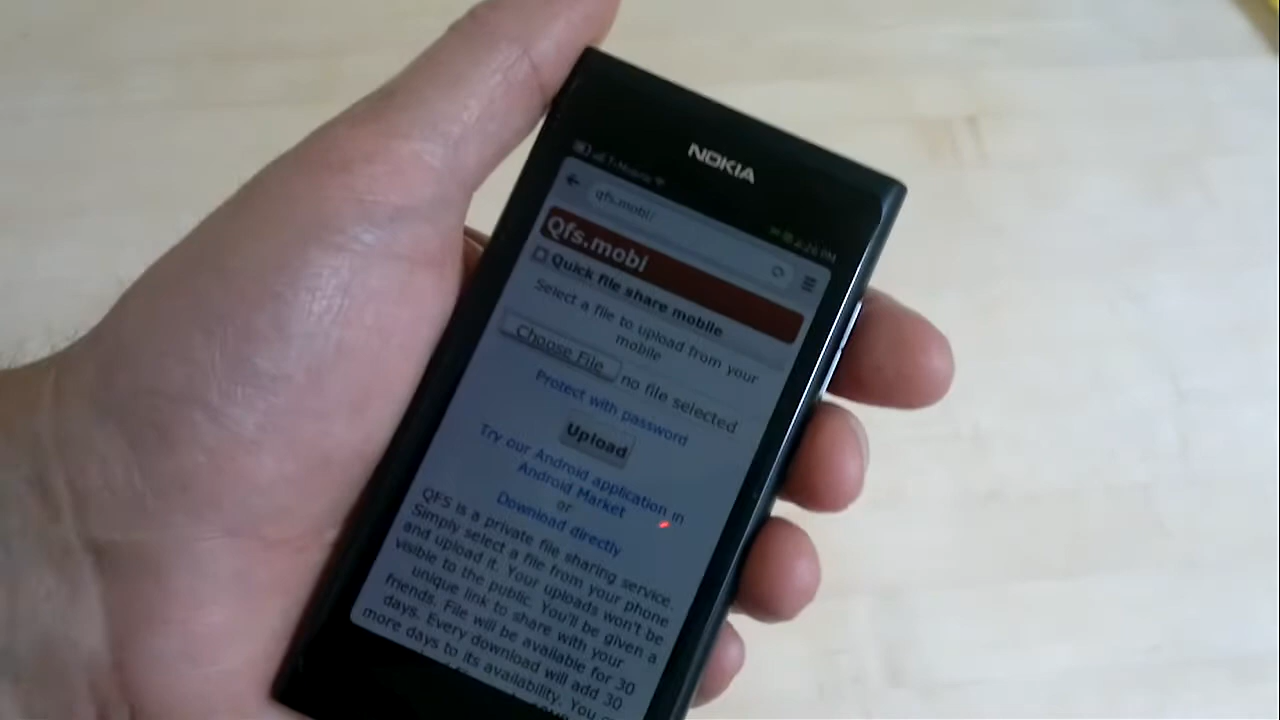 NOKIA
T-Mobile
qfs.mobi/
Qfs.mobi
Quick file share mobile
Select a file to upload from your
mobile
Choose File no file selected
Protect with password
Upload
Try our Android application in
Android Market
or
Download directly
QFS is a private file sharing service.
Simply select a file from your phone
and upload it. Your uploads won't be
visible to the public. You'll be given a
unique link to share with your
friends. File will be available for 30
days. Every download will add 30
more days to its availability. You